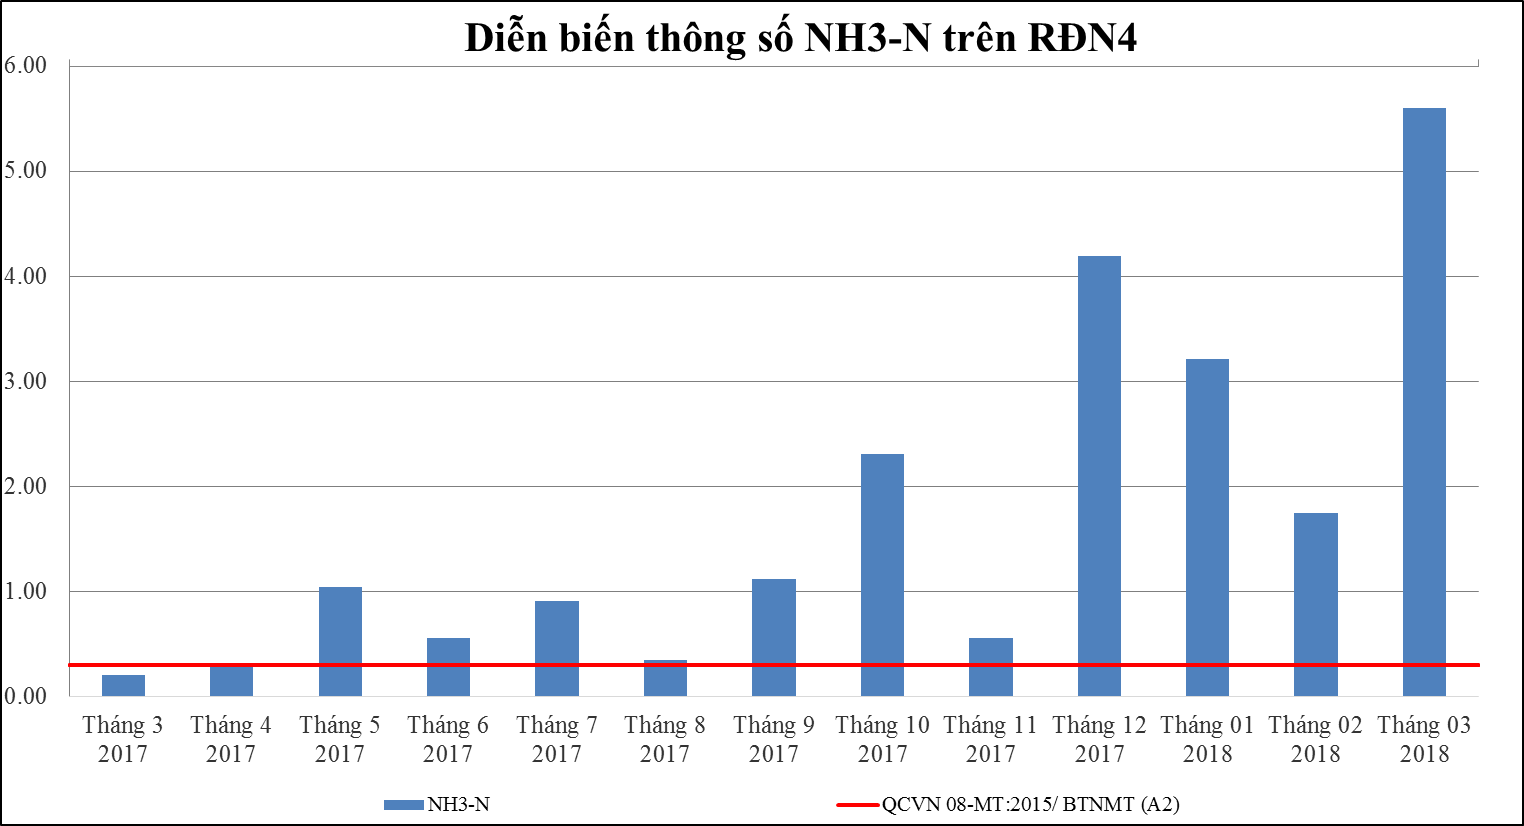 Diễn biến thông số NH3-N trên RĐN4
6.00
5.00
4.00
3.00
2.00
1.00
0.00
Tháng 3
2017
Tháng 4
2017
Tháng 5
2017
Tháng 6
2017
Tháng 7
2017
Tháng 8
2017
Tháng 9
2017
Tháng 10
2017
Tháng 11
2017
Tháng 12
2017
Tháng 01
2018
Tháng 02
2018
Tháng 03
2018
NH3-N
QCVN 08-MT:2015/ BTNMT (A2)